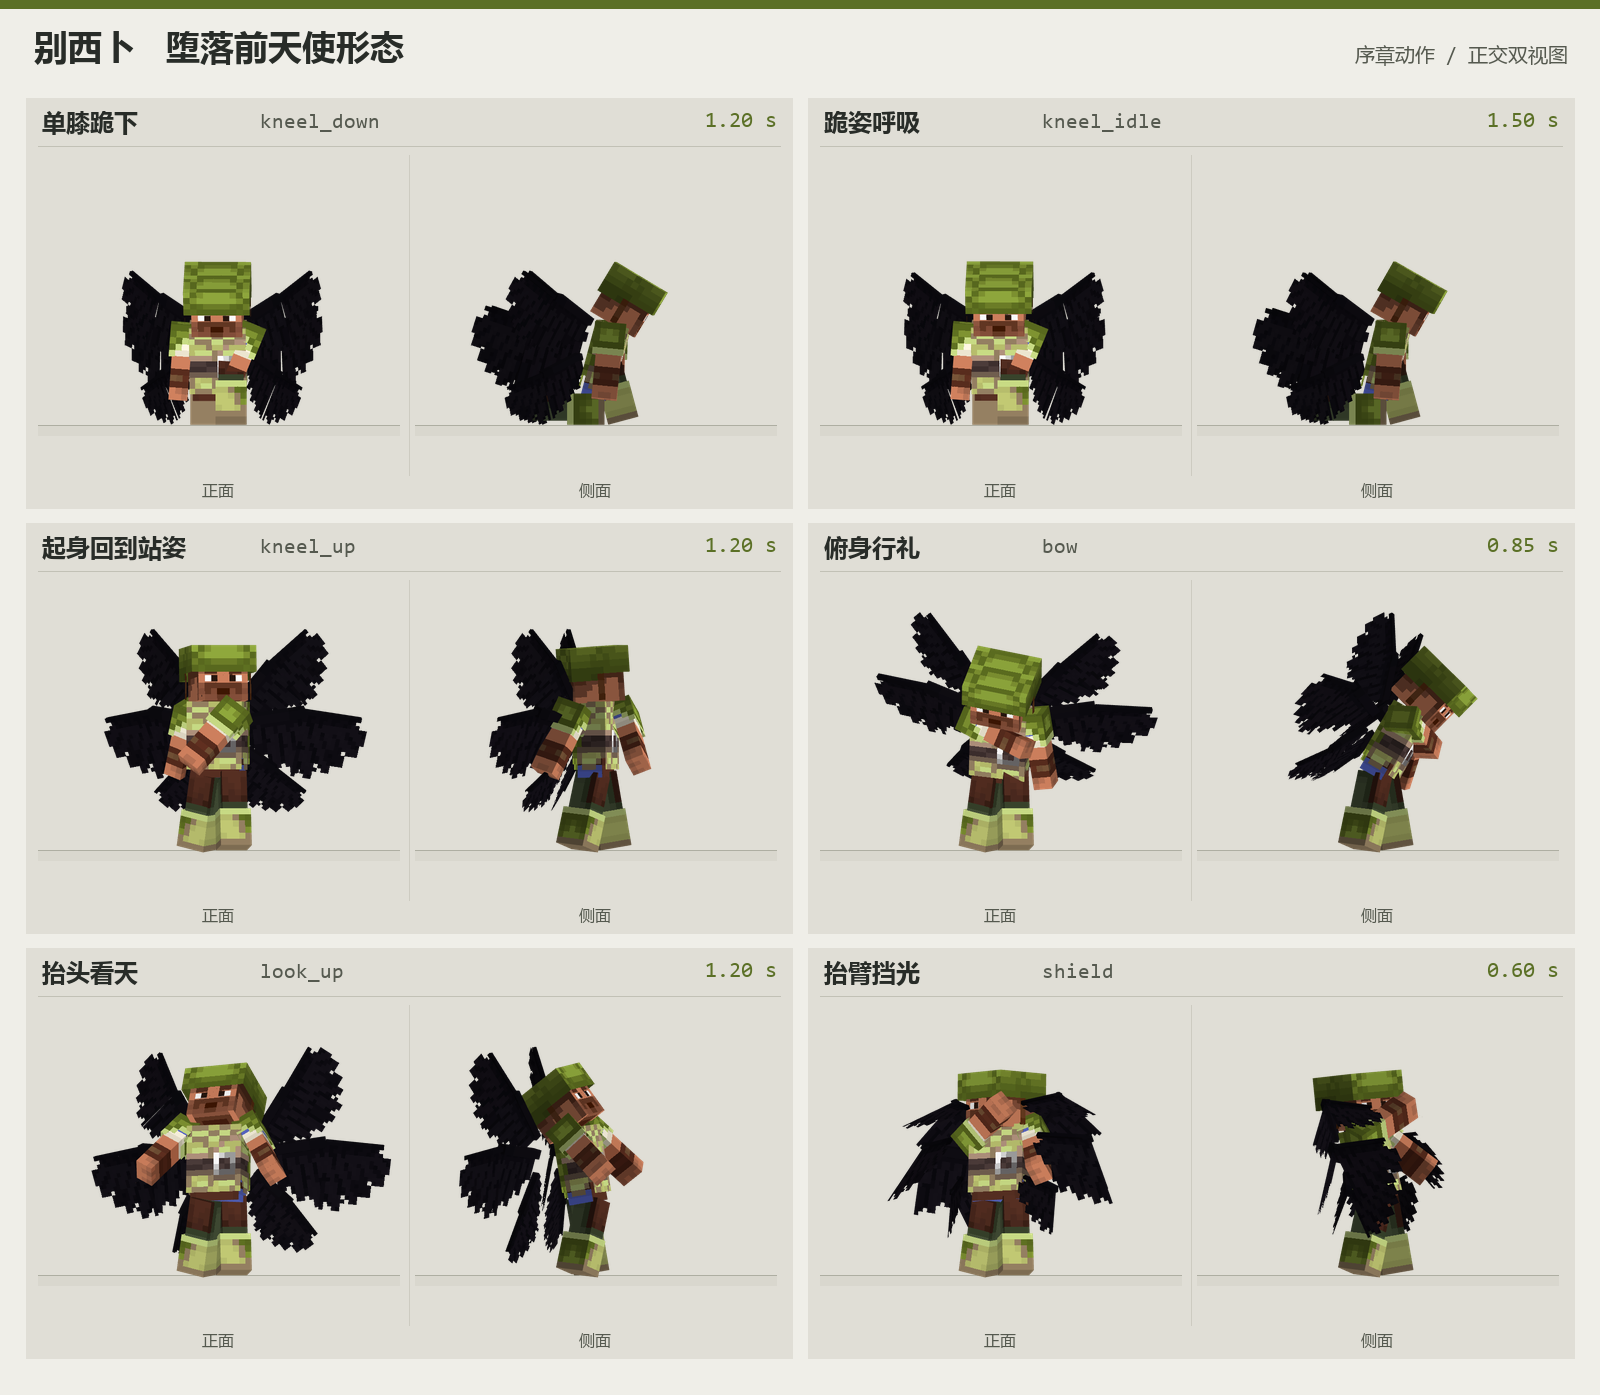 别西卜 堕落前天使形态
序章动作 / 正交双视图
单膝跪下 kneel_down 1.20 s
正面 侧面
跪姿呼吸 kneel_idle 1.50 s
正面 侧面
起身回到站姿 kneel_up 1.20 s
正面 侧面
俯身行礼 bow 0.85 s
正面 侧面
抬头看天 look_up 1.20 s
正面 侧面
抬臂挡光 shield 0.60 s
正面 侧面